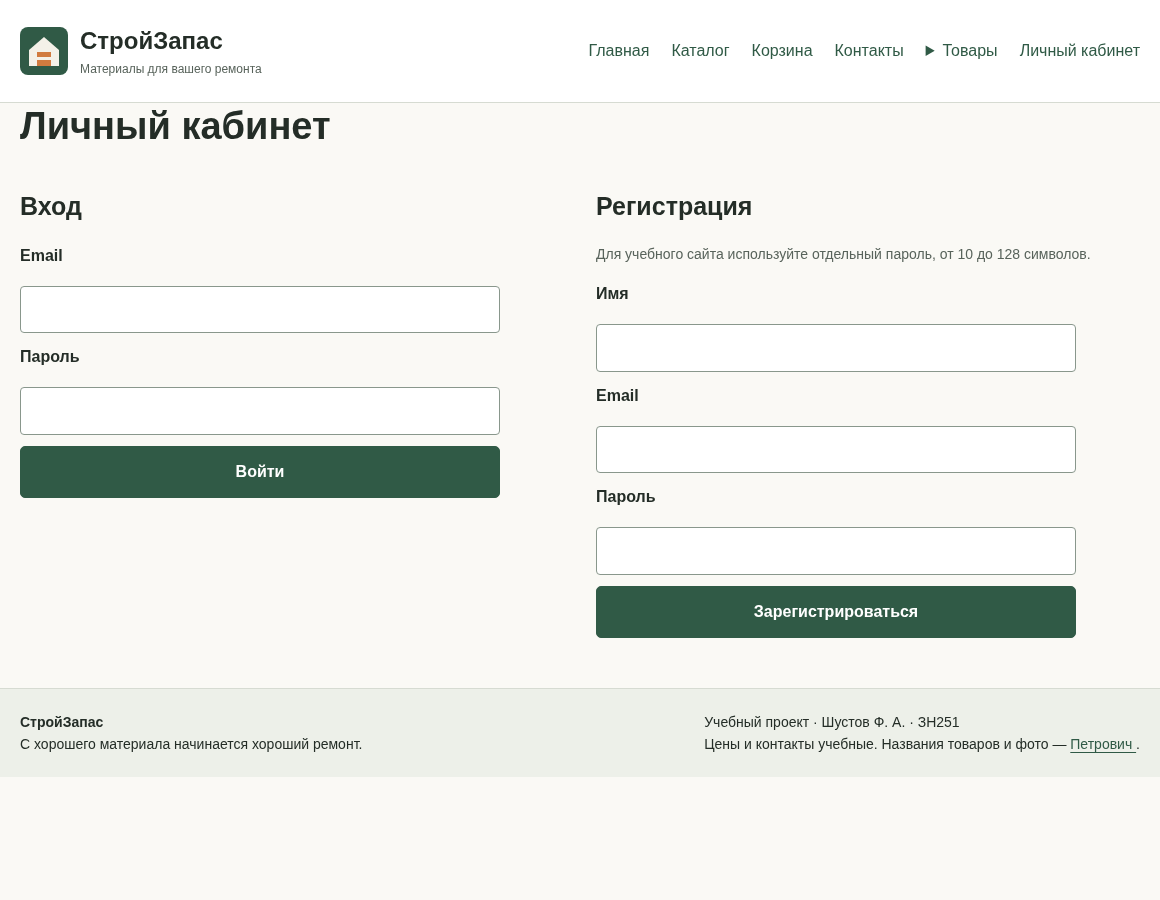 СтройЗапас
Материалы для вашего ремонта
Главная
Каталог
Корзина
Контакты
Товары
Личный кабинет
Личный кабинет
Вход
Email
Пароль
Войти
Регистрация
Для учебного сайта используйте отдельный пароль, от 10 до 128 символов.
Имя
Email
Пароль
Зарегистрироваться
СтройЗапас
С хорошего материала начинается хороший ремонт.
Учебный проект · Шустов Ф. А. · ЗН251
Цены и контакты учебные. Названия товаров и фото — Петрович .